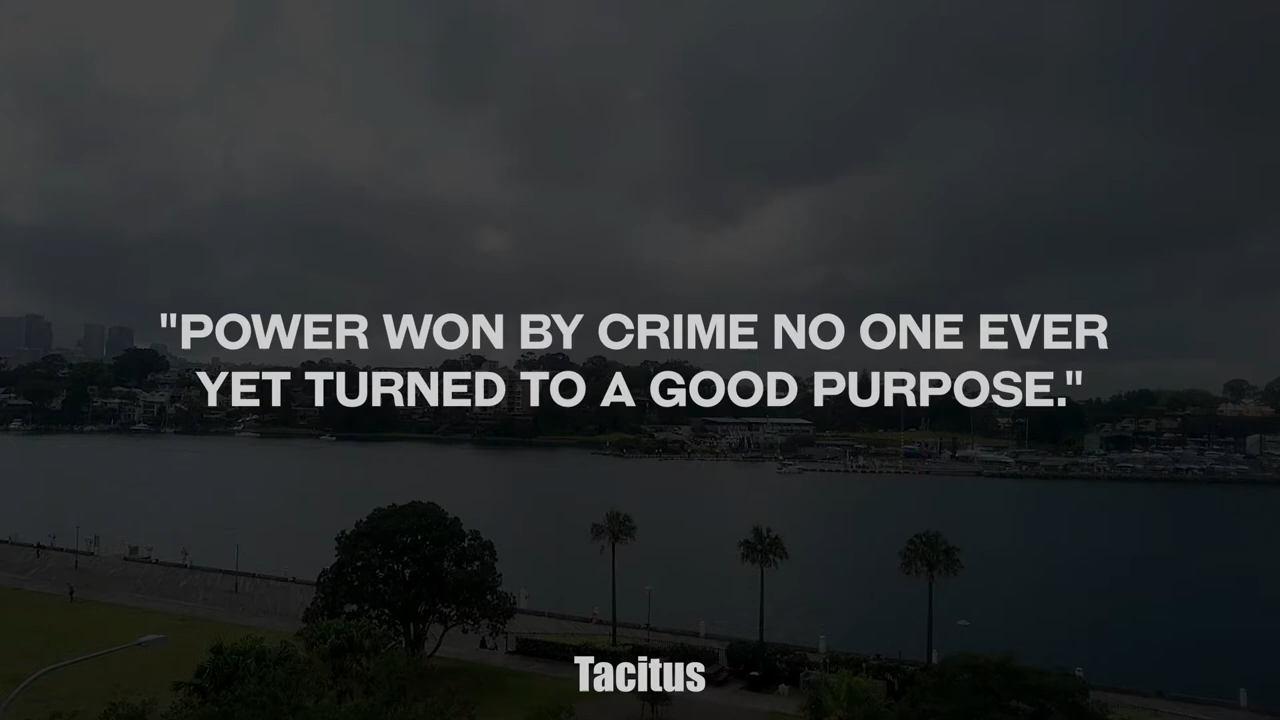 "POWER WON BY CRIME NO ONE EVER
YET TURNED TO A GOOD PURPOSE."
Tacitus